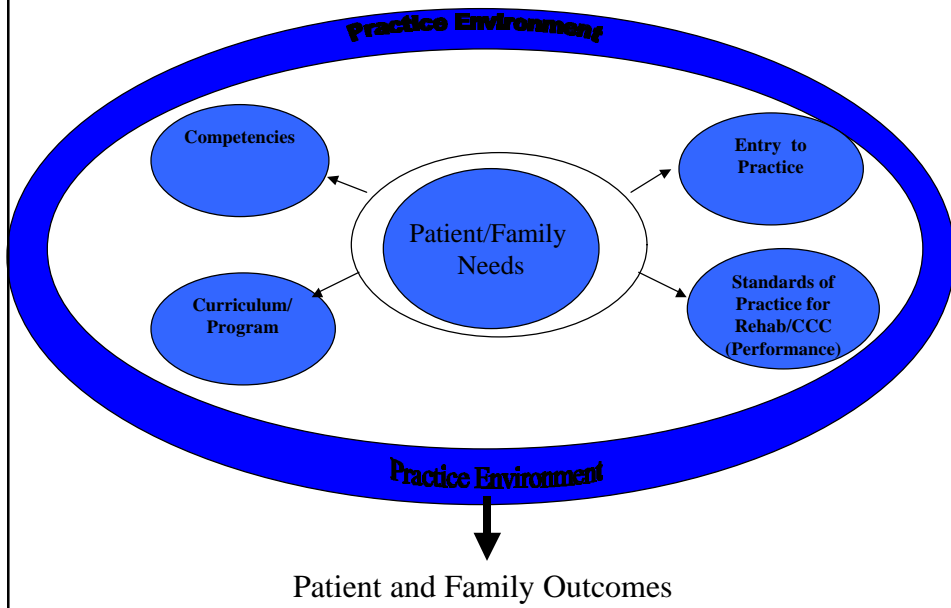 Practice Environment
Competencies
Entry to
Practice
Patient/Family
Needs
Curriculum/
Program
Standards of
Practice for
Rehab/CCC
(Performance)
Practice Environment
Patient and Family Outcomes